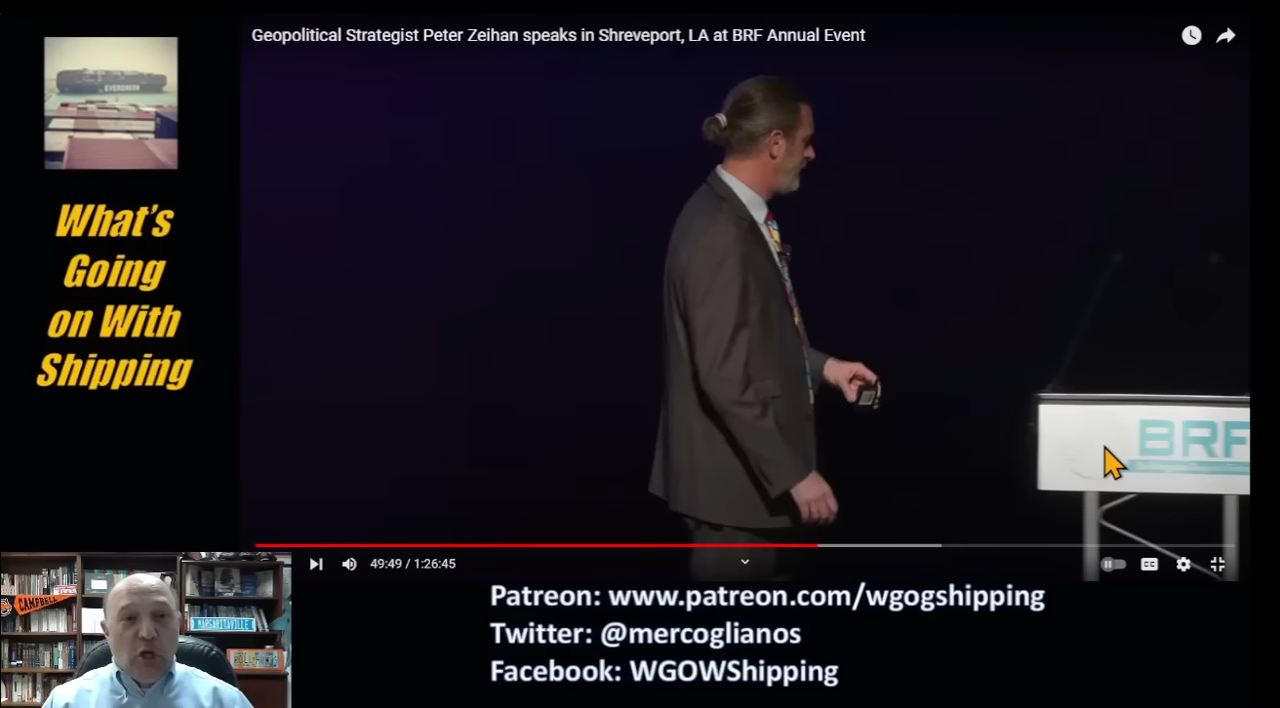 Geopolitical Strategist Peter Zeihan speaks in Shreveport, LA at BRF Annual Event
EVERGREEN
What's
Going
on With
Shipping
BRF
49:49 / 1:26:45
CC
CAMPBELL
MARGARITAVILLE
Patreon: www.patreon.com/wgogshipping
Twitter: @mercoglianos
Facebook: WGOWShipping